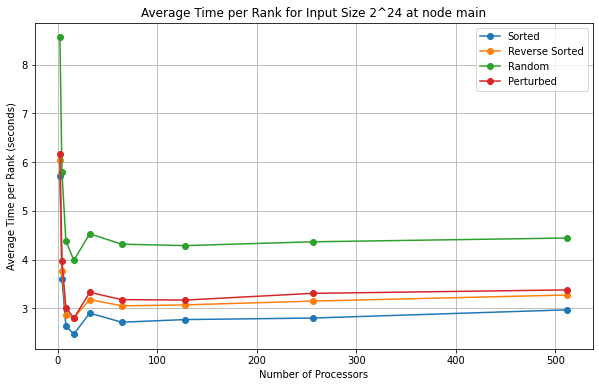 Average Time per Rank for Input Size 2^24 at node main
Sorted
Reverse Sorted
Random
Perturbed
Average Time per Rank (seconds)
8
7
6
5
4
3
0
100
200
300
400
500
Number of Processors